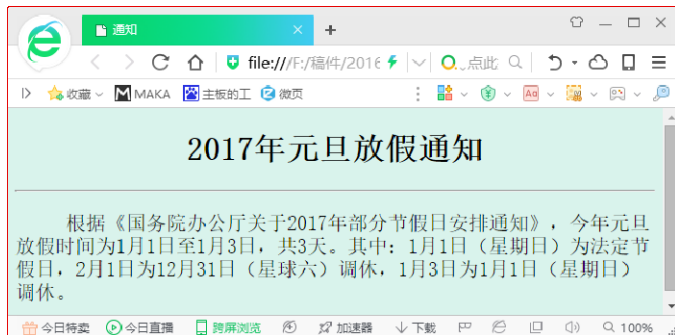 通知
file:///F:/稿件/2016
点此
收藏 MAKA 主板的工 微页
2017年元旦放假通知
根据《国务院办公厅关于2017年部分节假日安排通知》，今年元旦
放假时间为1月1日至1月3日，共3天。其中：1月1日（星期日）为法定节
假日，2月1日为12月31日（星球六）调休，1月3日为1月1日（星期日）
调休。
今日特卖 今日直播 跨屏浏览 加速器 下载 100%